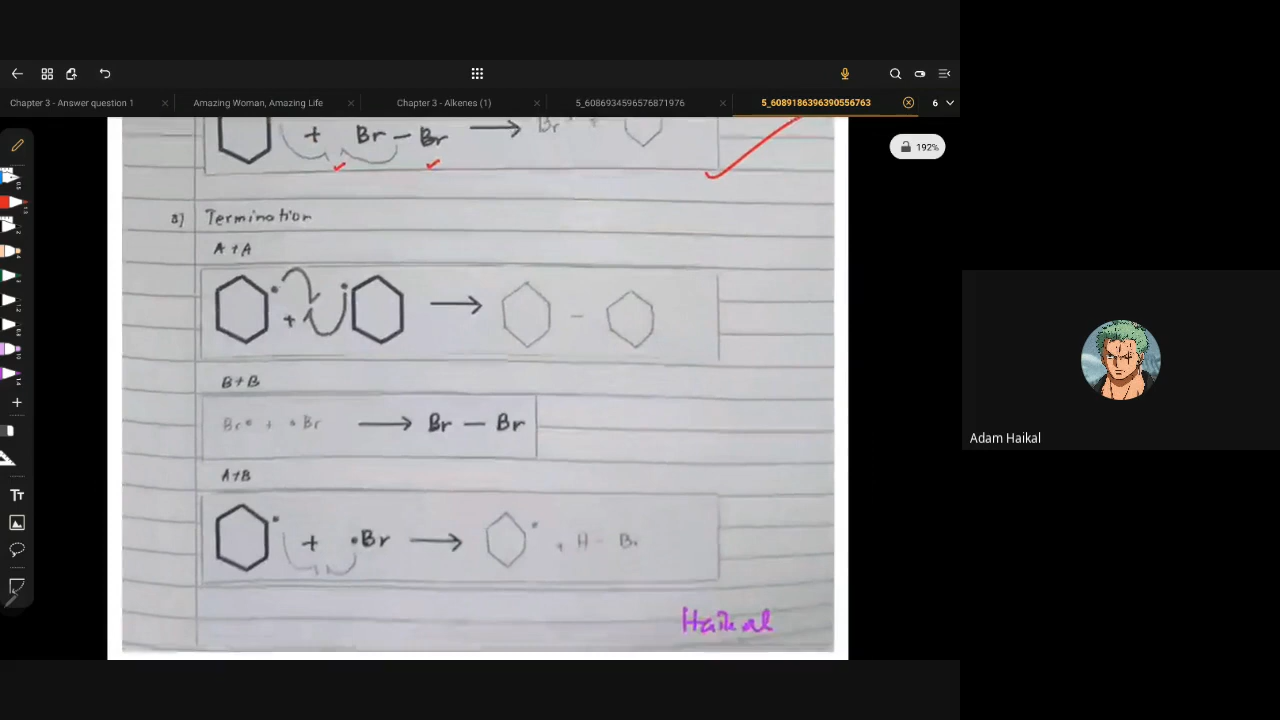 Chapter 3 - Answer question 1
Amazing Woman, Amazing Life
Chapter 3 - Alkenes (1)
5_6086934596576871976
5_6089186396390556763
6
192%
+ Br - Br → Br +
3) Termination
A + A
+ → -
B + B
Br• + •Br → Br — Br
A+B
• + •Br → • + H - Br
Haikal
Tt
Adam Haikal